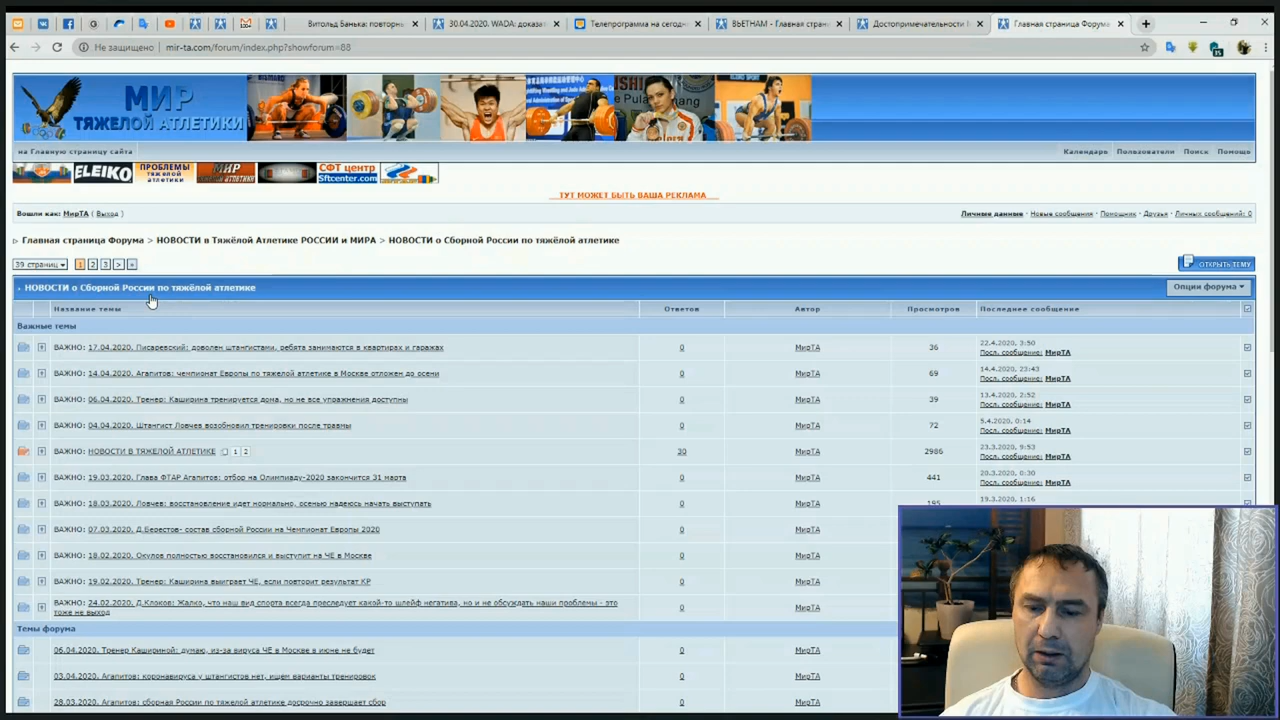 Витольд Банька: повторны
30.04.2020. WADA: доказа
Телепрограмма на сегодн
ВЬЕТНАМ - Главная стран
Достопримечательности
Главная страница Форума
Не защищено
mir-ta.com/forum/index.php?showforum=88
МИР
ТЯЖЕЛОЙ АТЛЕТИКИ
на Главную страницу сайта
Календарь Пользователи Поиск Помощь
ELEIKO
ПРОБЛЕМЫ
тяжелой
атлетики
МИР
СФТ центр
Sftcenter.com
ТУТ МОЖЕТ БЫТЬ ВАША РЕКЛАМА
Вошли как: МирТА ( Выход )
Личные данные · Новые сообщения · Помощник · Друзья · Личных сообщений: 0
Главная страница Форума > НОВОСТИ в Тяжёлой Атлетике РОССИИ и МИРА > НОВОСТИ о Сборной России по тяжёлой атлетике
39 страниц 1 2 3 > »
ОТКРЫТЬ ТЕМУ
НОВОСТИ о Сборной России по тяжёлой атлетике
Опции форума
Название темы Ответов Автор Просмотров Последнее сообщение
Важные темы
ВАЖНО: 17.04.2020. Писаревский: доволен штангистами, ребята занимаются в квартирах и гаражах 0 МирТА 36 22.4.2020, 3:50
Посл. сообщение: МирТА
ВАЖНО: 14.04.2020. Агапитов: чемпионат Европы по тяжелой атлетике в Москве отложен до осени 0 МирТА 69 14.4.2020, 23:43
Посл. сообщение: МирТА
ВАЖНО: 06.04.2020. Тренер: Каширина тренируется дома, но не все упражнения доступны 0 МирТА 39 13.4.2020, 2:52
Посл. сообщение: МирТА
ВАЖНО: 04.04.2020. Штангист Ловчев возобновил тренировки после травмы 0 МирТА 72 5.4.2020, 0:14
Посл. сообщение: МирТА
ВАЖНО: НОВОСТИ В ТЯЖЁЛОЙ АТЛЕТИКЕ 1 2 30 МирТА 2986 23.3.2020, 9:53
Посл. сообщение: МирТА
ВАЖНО: 19.03.2020. Глава ФТАР Агапитов: отбор на Олимпиаду-2020 закончится 31 марта 0 МирТА 441 20.3.2020, 0:30
Посл. сообщение: МирТА
ВАЖНО: 18.03.2020. Ловчев: восстановление идет нормально, осенью надеюсь начать выступать 0 МирТА 195 19.3.2020, 1:16
ВАЖНО: 07.03.2020. Д.Берестов- состав сборной России на Чемпионат Европы 2020 0 МирТА
ВАЖНО: 18.02.2020. Окулов полностью восстановился и выступит на ЧЕ в Москве 0 МирТА
ВАЖНО: 19.02.2020. Тренер: Каширина выиграет ЧЕ, если повторит результат КР 0 МирТА
ВАЖНО: 24.02.2020. Д.Клоков: Жалко, что наш вид спорта всегда преследует какой-то шлейф негатива, но и не обсуждать наши проблемы - это 0 МирТА
тоже не выход
Темы форума
06.04.2020. Тренер Кашириной: думаю, из-за вируса ЧЕ в Москве в июне не будет 0 МирТА
03.04.2020. Агапитов: коронавируса у штангистов нет, ищем варианты тренировок 0 МирТА
28.03.2020. Агапитов: сборная России по тяжелой атлетике досрочно завершает сбор 0 МирТА